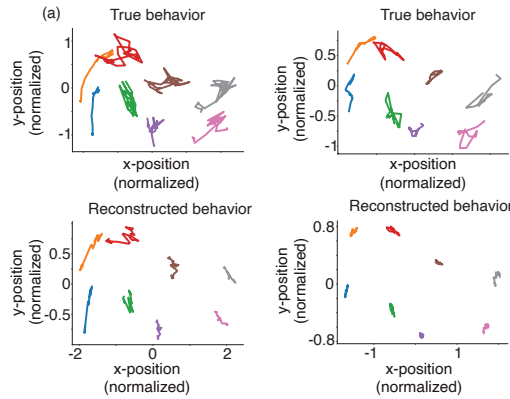 (a)
True behavior
1
0
-1
y-position
(normalized)
x-position
(normalized)
True behavior
0.5
0
-0.5
-1
y-position
(normalized)
x-position
(normalized)
Reconstructed behavior
0.5
0
-0.5
-2
0
2
y-position
(normalized)
x-position
(normalized)
Reconstructed behavior
0.8
0
-0.8
-1
1
y-position
(normalized)
x-position
(normalized)